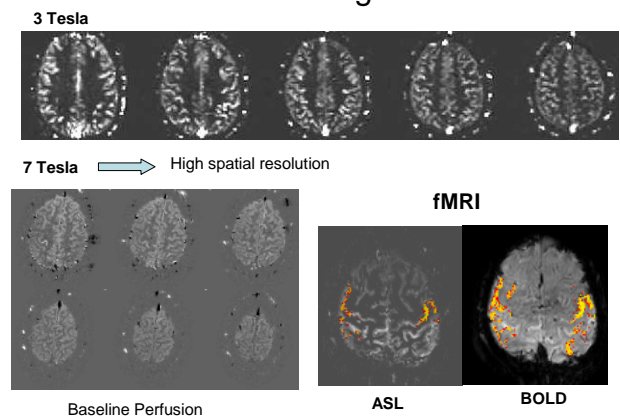 3 Tesla
7 Tesla High spatial resolution
fMRI
Baseline Perfusion
ASL
BOLD